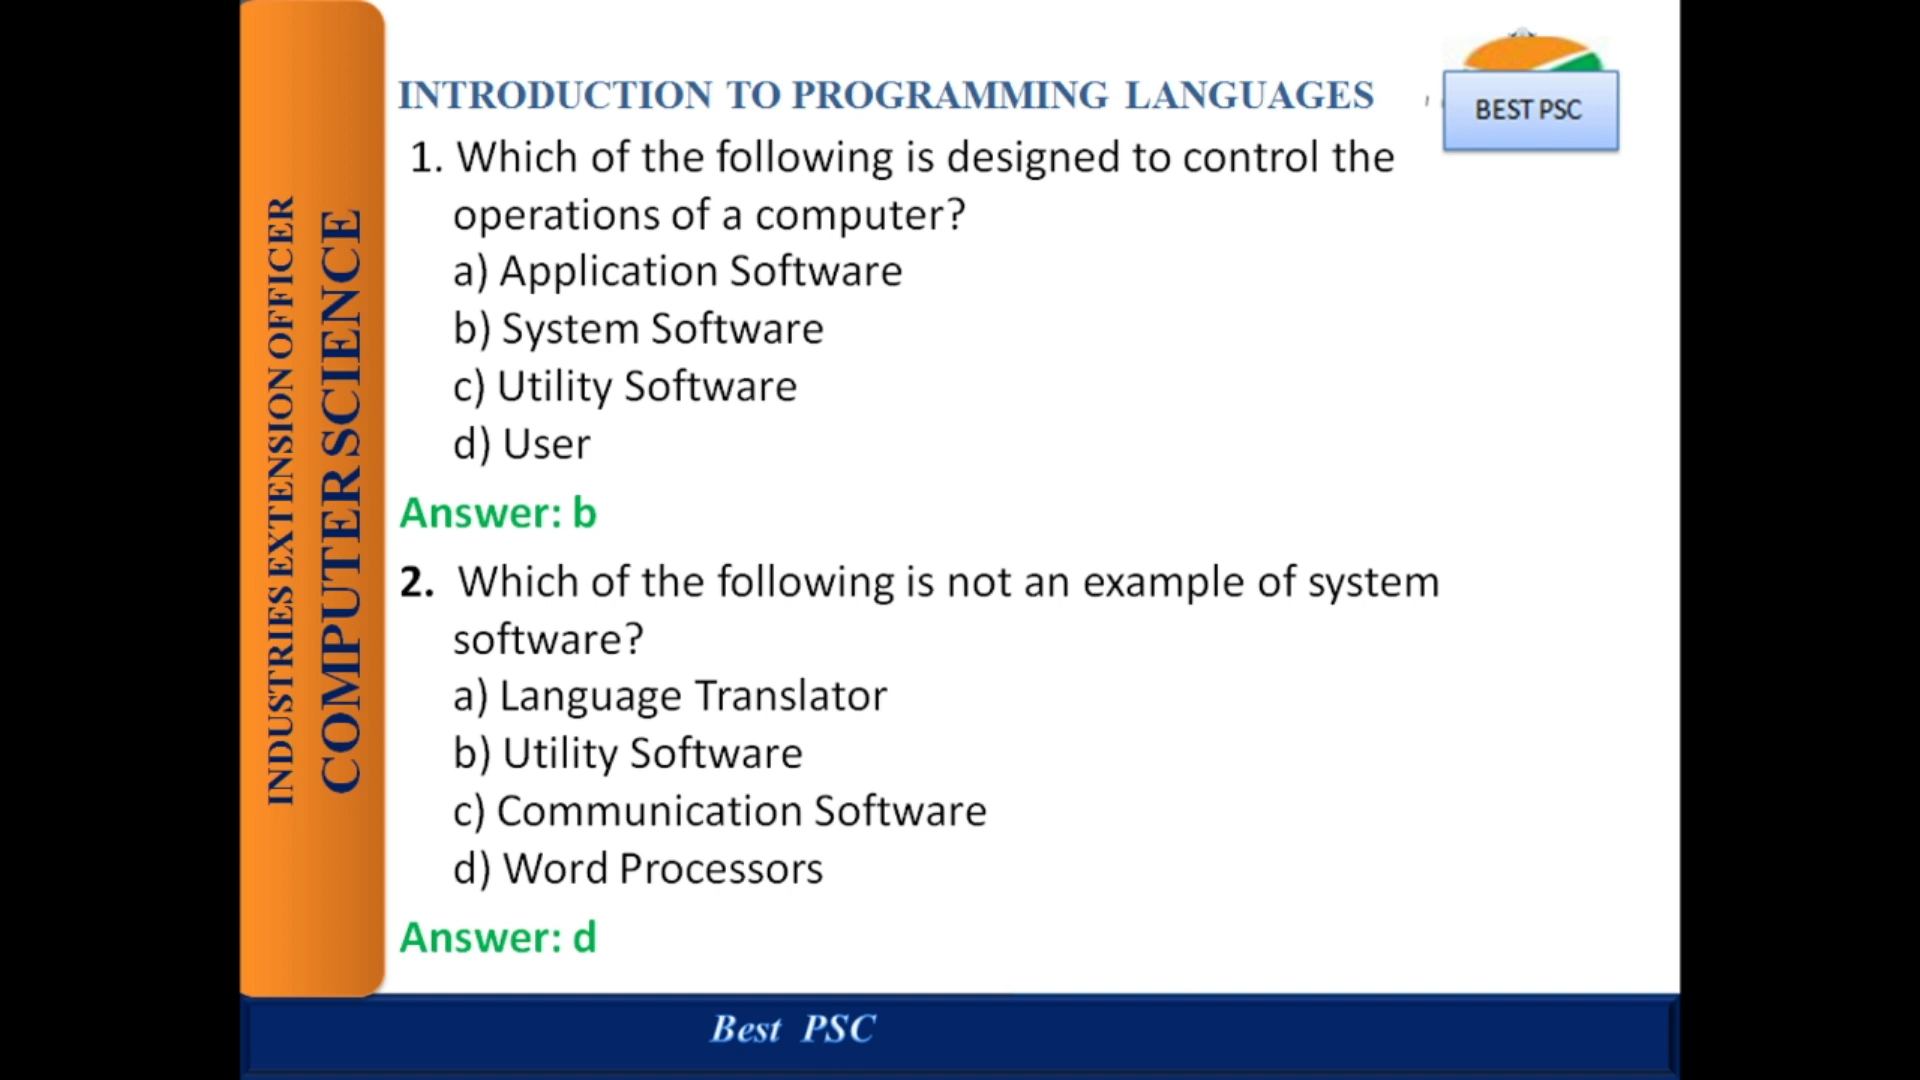 INDUSTRIES EXTENSION OFFICER
COMPUTER SCIENCE
INTRODUCTION TO PROGRAMMING LANGUAGES
BEST PSC
1. Which of the following is designed to control the
operations of a computer?
a) Application Software
b) System Software
c) Utility Software
d) User
Answer: b
2. Which of the following is not an example of system
software?
a) Language Translator
b) Utility Software
c) Communication Software
d) Word Processors
Answer: d
Best PSC